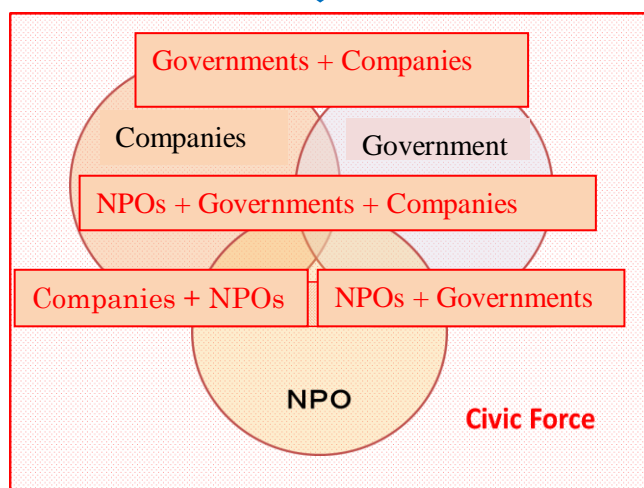 Governments + Companies
Companies
Government
NPOs + Governments + Companies
Companies + NPOs
NPOs + Governments
NPO
Civic Force